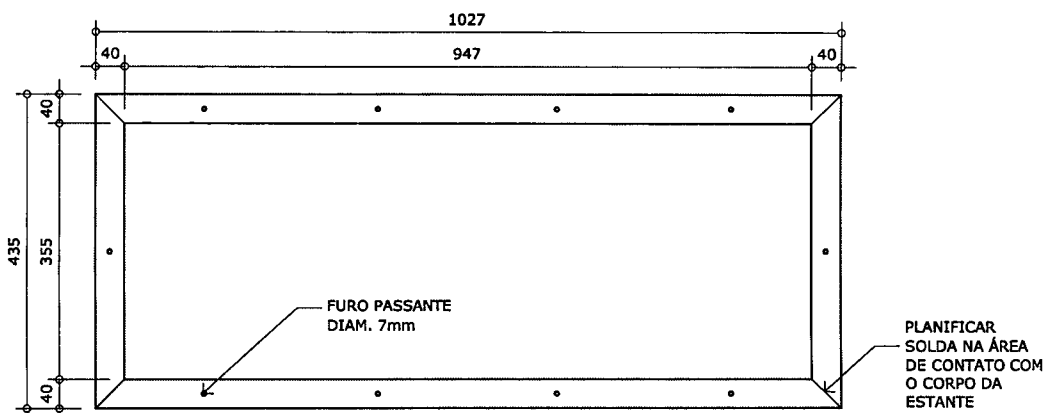 1027
40
947
40
40
435
355
40
FURO PASSANTE
DIAM. 7mm
PLANIFICAR
SOLDA NA ÁREA
DE CONTATO COM
O CORPO DA
ESTANTE